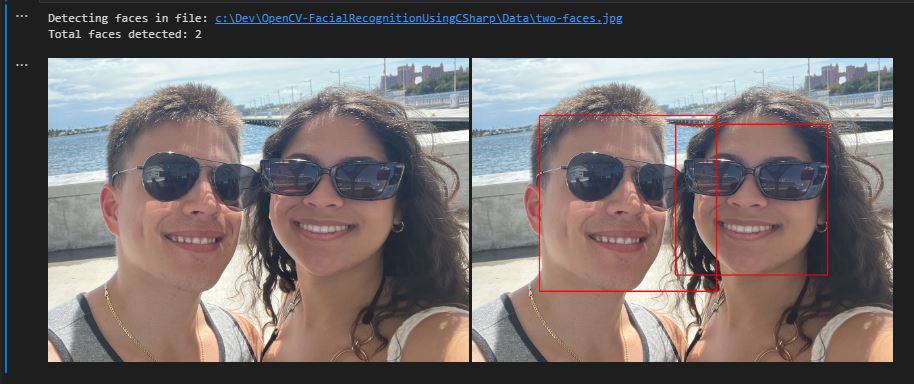 ... Detecting faces in file: c:\Dev\OpenCV-FacialRecognitionUsingCSharp\Data\two-faces.jpg
Total faces detected: 2
...